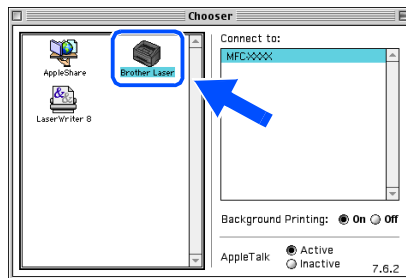 Chooser
AppleShare
Brother Laser
LaserWriter 8
Connect to:
MFC-XXXX
Background Printing: On Off
AppleTalk
Active
Inactive
7.6.2